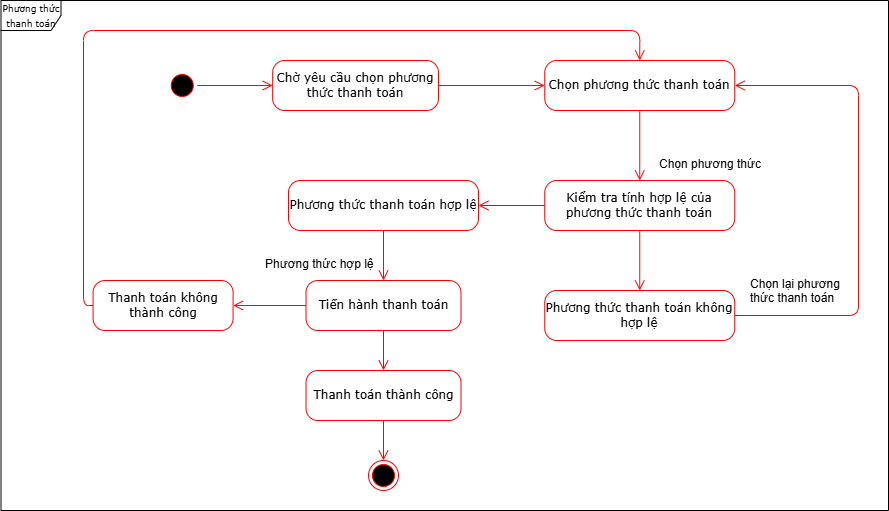 Phương thức
thanh toán
Chờ yêu cầu chọn phương
thức thanh toán
Chọn phương thức thanh toán
Chọn phương thức
Kiểm tra tính hợp lệ của
phương thức thanh toán
Phương thức thanh toán hợp lệ
Phương thức hợp lệ
Chọn lại phương
thức thanh toán
Thanh toán không
thành công
Tiến hành thanh toán
Phương thức thanh toán không
hợp lệ
Thanh toán thành công